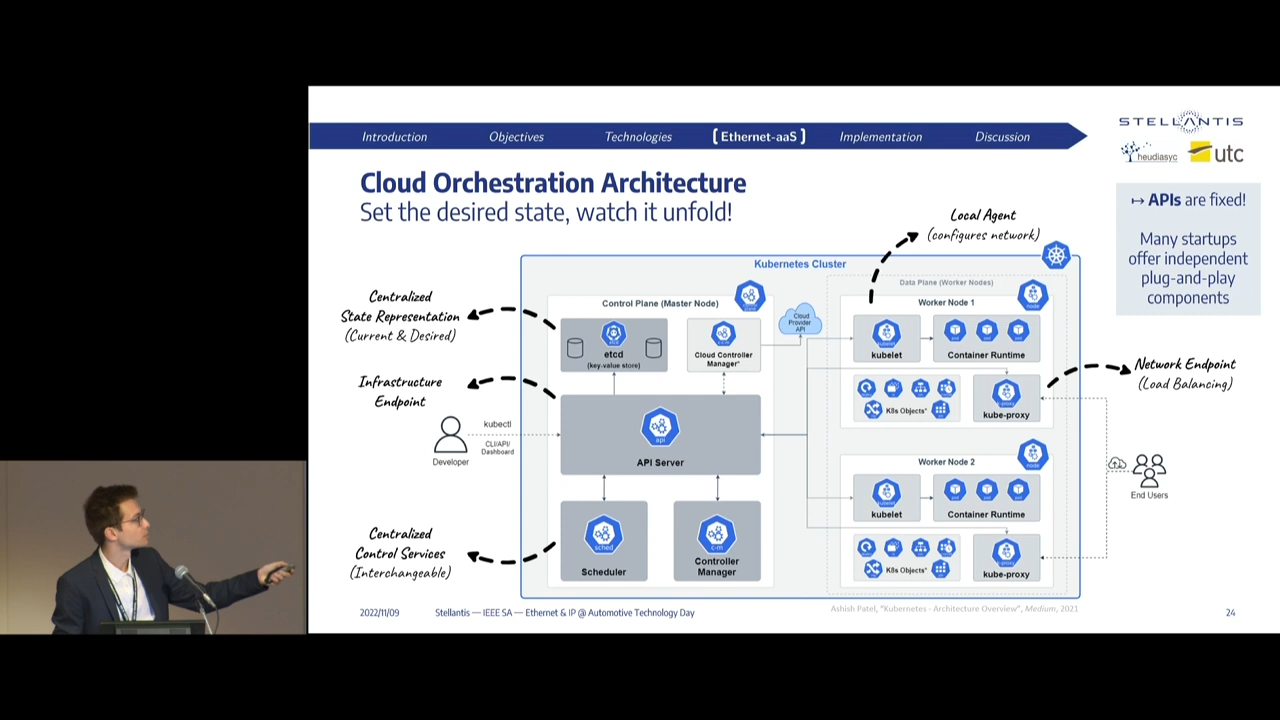 Introduction
Objectives
Technologies
[Ethernet-aaS]
Implementation
Discussion
STELLANTIS
heudiasyc
utc
Cloud Orchestration Architecture
Set the desired state, watch it unfold!
↦ APIs are fixed!
Many startups
offer independent
plug-and-play
components
Local Agent
(configures network)
Kubernetes Cluster
Centralized
State Representation
(Current & Desired)
Infrastructure
Endpoint
Centralized
Control Services
(Interchangeable)
Network Endpoint
(Load Balancing)
Developer
kubectl
CLI/API/
Dashboard
Control Plane (Master Node)
etcd
(key-value store)
Cloud Controller
Manager*
Cloud
Provider
API
api
API Server
sched
Scheduler
c-m
Controller
Manager
Data Plane (Worker Nodes)
Worker Node 1
node
kubelet
Container Runtime
K8s Objects*
kube-proxy
Worker Node 2
node
kubelet
Container Runtime
K8s Objects*
kube-proxy
End Users
2022/11/09
Stellantis — IEEE SA — Ethernet & IP @ Automotive Technology Day
Ashish Patel, "Kubernetes - Architecture Overview", Medium, 2021
24